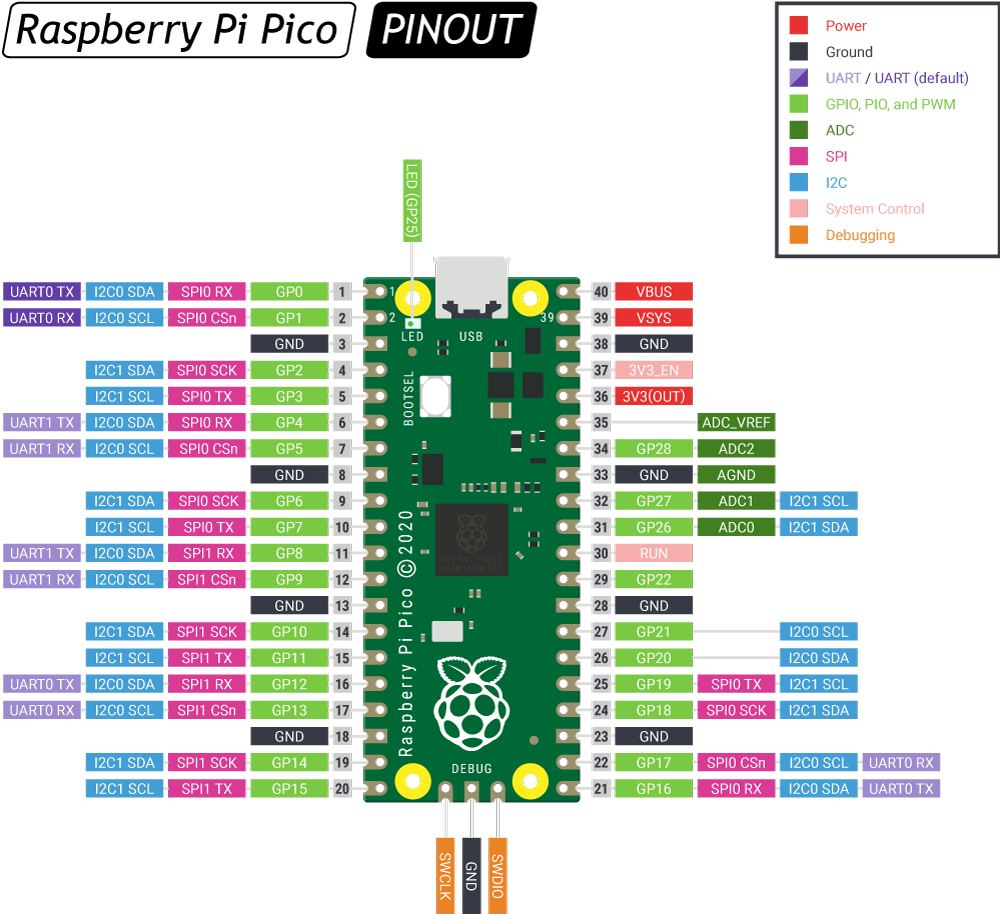 Raspberry Pi Pico PINOUT
Power
Ground
UART / UART (default)
GPIO, PIO, and PWM
ADC
SPI
I2C
System Control
Debugging
LED (GP25)
UART0 TX I2C0 SDA SPI0 RX GP0 1 1 40 VBUS
UART0 RX I2C0 SCL SPI0 CSn GP1 2 2 39 39 VSYS
LED USB
GND 3 38 GND
I2C1 SDA SPI0 SCK GP2 4 37 3V3_EN
I2C1 SCL SPI0 TX GP3 5 36 3V3(OUT)
BOOTSEL
UART1 TX I2C0 SDA SPI0 RX GP4 6 35 ADC_VREF
UART1 RX I2C0 SCL SPI0 CSn GP5 7 34 GP28 ADC2
GND 8 33 GND AGND
I2C1 SDA SPI0 SCK GP6 9 32 GP27 ADC1 I2C1 SCL
I2C1 SCL SPI0 TX GP7 10 31 GP26 ADC0 I2C1 SDA
UART1 TX I2C0 SDA SPI1 RX GP8 11 30 RUN
UART1 RX I2C0 SCL SPI1 CSn GP9 12 29 GP22
GND 13 28 GND
I2C1 SDA SPI1 SCK GP10 14 27 GP21 I2C0 SCL
I2C1 SCL SPI1 TX GP11 15 26 GP20 I2C0 SDA
UART0 TX I2C0 SDA SPI1 RX GP12 16 25 GP19 SPI0 TX I2C1 SCL
UART0 RX I2C0 SCL SPI1 CSn GP13 17 24 GP18 SPI0 SCK I2C1 SDA
GND 18 23 GND
I2C1 SDA SPI1 SCK GP14 19 22 GP17 SPI0 CSn I2C0 SCL UART0 RX
I2C1 SCL SPI1 TX GP15 20 21 GP16 SPI0 RX I2C0 SDA UART0 TX
Raspberry Pi Pico ©2020
DEBUG
SWCLK
GND
SWDIO